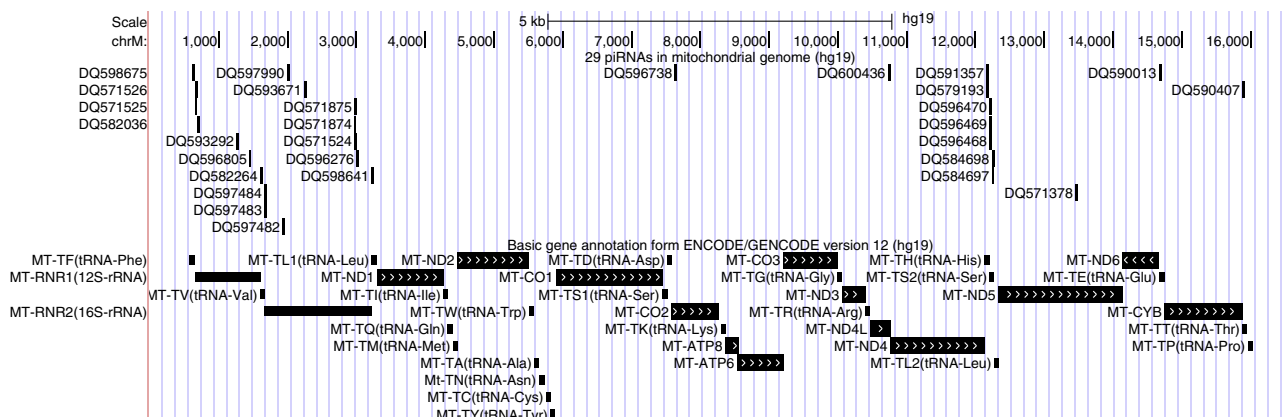 Scale 5 kb hg19
chrM: 1,000 2,000 3,000 4,000 5,000 6,000 7,000 8,000 9,000 10,000 11,000 12,000 13,000 14,000 15,000 16,000
29 piRNAs in mitochondrial genome (hg19)
DQ598675 DQ597990 DQ596738 DQ600436 DQ591357 DQ590013
DQ571526 DQ593671 DQ579193 DQ590407
DQ571525 DQ571875 DQ596470
DQ582036 DQ571874 DQ596469
DQ593292 DQ571524 DQ596468
DQ596805 DQ596276 DQ584698
DQ582264 DQ598641 DQ584697
DQ597484 DQ571378
DQ597483
DQ597482
Basic gene annotation form ENCODE/GENCODE version 12 (hg19)
MT-TF(tRNA-Phe) MT-TL1(tRNA-Leu) MT-ND2 MT-TD(tRNA-Asp) MT-CO3 MT-TH(tRNA-His) MT-ND6
MT-RNR1(12S-rRNA) MT-ND1 MT-CO1 MT-TG(tRNA-Gly) MT-TS2(tRNA-Ser) MT-TE(tRNA-Glu)
MT-TV(tRNA-Val) MT-TI(tRNA-Ile) MT-TS1(tRNA-Ser) MT-ND3 MT-ND5
MT-RNR2(16S-rRNA) MT-TW(tRNA-Trp) MT-CO2 MT-TR(tRNA-Arg) MT-CYB
MT-TQ(tRNA-Gln) MT-TK(tRNA-Lys) MT-ND4L MT-TT(tRNA-Thr)
MT-TM(tRNA-Met) MT-ATP8 MT-ND4 MT-TP(tRNA-Pro)
MT-TA(tRNA-Ala) MT-ATP6 MT-TL2(tRNA-Leu)
Mt-TN(tRNA-Asn)
MT-TC(tRNA-Cys)
MT-TY(tRNA-Tyr)